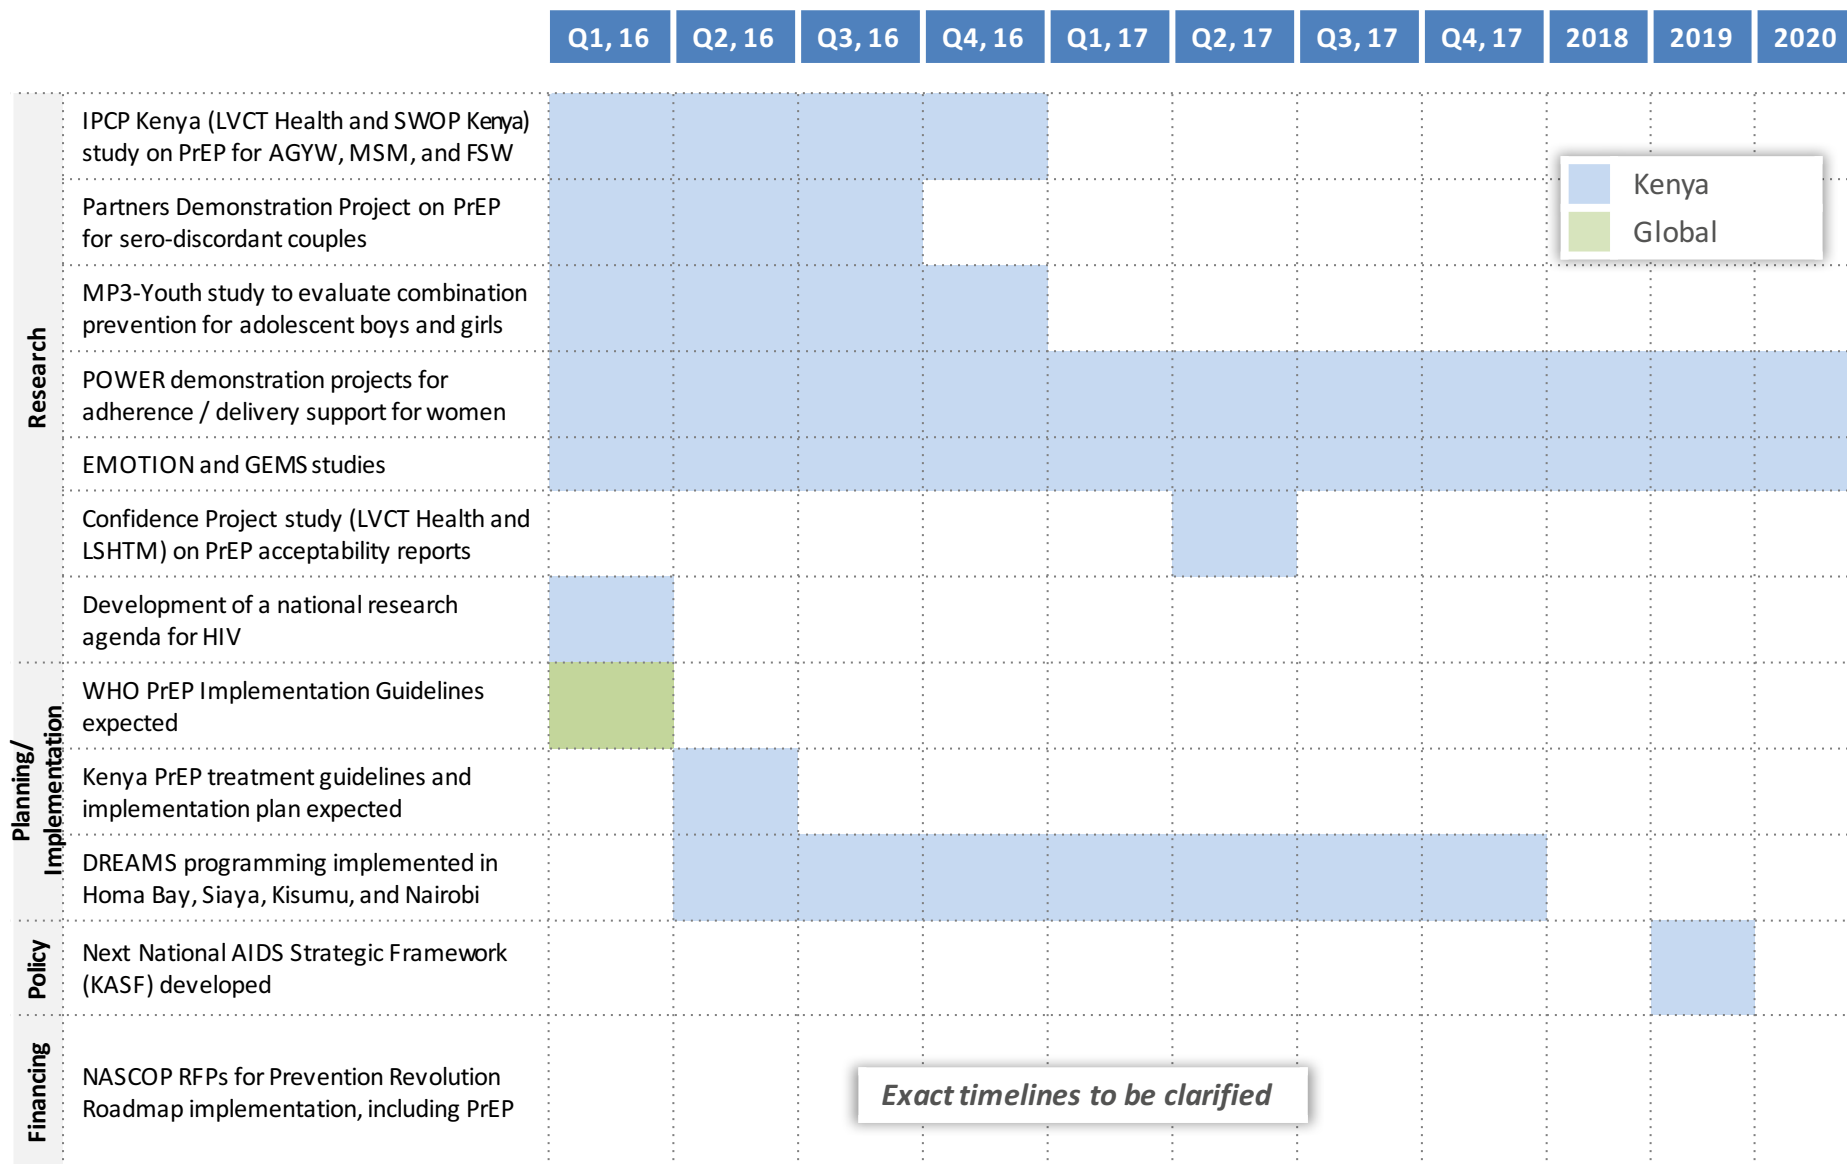 Q1, 16 Q2, 16 Q3, 16 Q4, 16 Q1, 17 Q2, 17 Q3, 17 Q4, 17 2018 2019 2020
Research
IPCP Kenya (LVCT Health and SWOP Kenya)
study on PrEP for AGYW, MSM, and FSW
Partners Demonstration Project on PrEP
for sero-discordant couples
MP3-Youth study to evaluate combination
prevention for adolescent boys and girls
POWER demonstration projects for
adherence / delivery support for women
EMOTION and GEMS studies
Confidence Project study (LVCT Health and
LSHTM) on PrEP acceptability reports
Development of a national research
agenda for HIV
Kenya
Global
Planning/
Implementation
WHO PrEP Implementation Guidelines
expected
Kenya PrEP treatment guidelines and
implementation plan expected
DREAMS programming implemented in
Homa Bay, Siaya, Kisumu, and Nairobi
Policy
Next National AIDS Strategic Framework
(KASF) developed
Financing
NASCOP RFPs for Prevention Revolution
Roadmap implementation, including PrEP
Exact timelines to be clarified